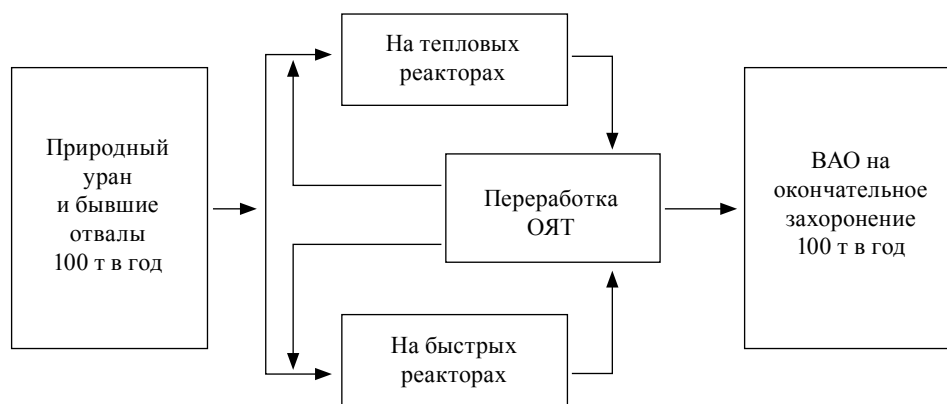 Природный
уран
и бывшие
отвалы
100 т в год
На тепловых
реакторах
Переработка
ОЯТ
На быстрых
реакторах
ВАО на
окончательное
захоронение
100 т в год